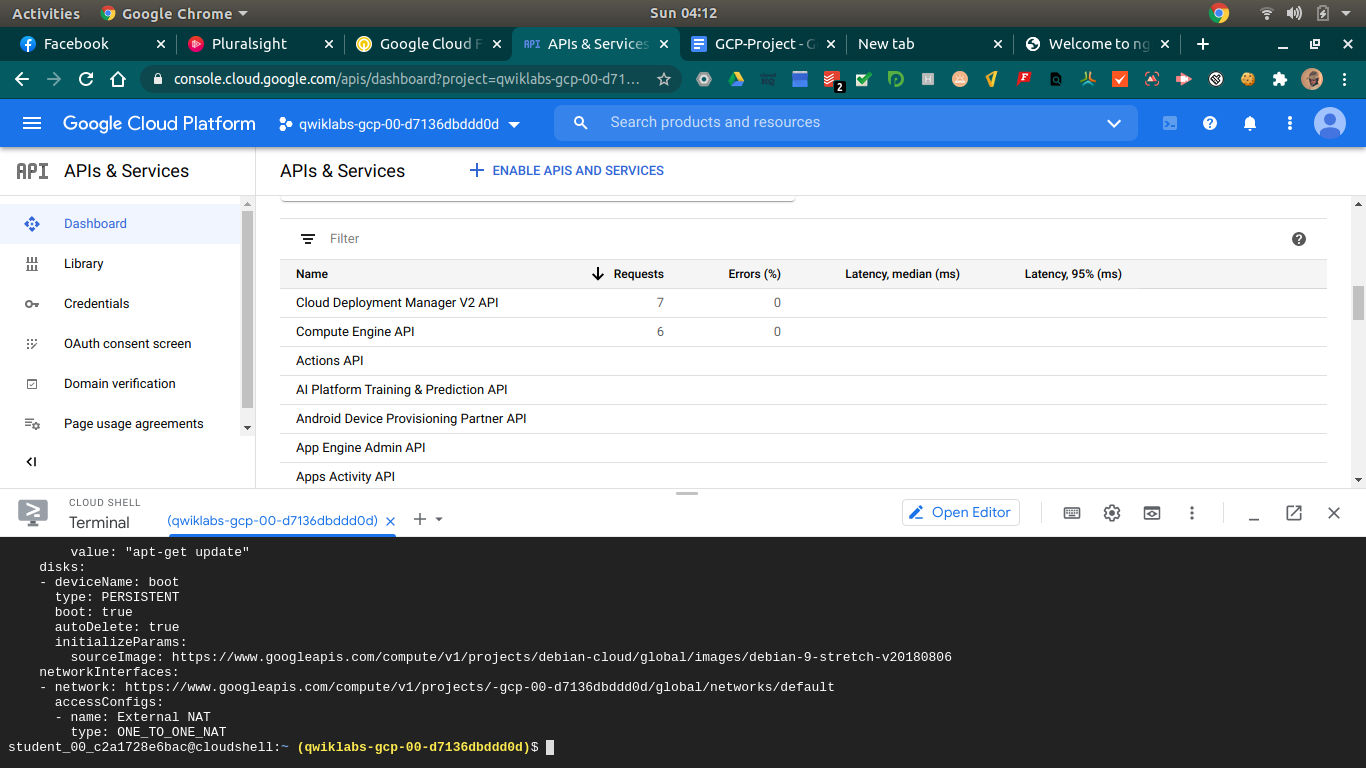 Activities Google Chrome Sun 04:12
Facebook Pluralsight Google Cloud F APIs & Services GCP-Project - G New tab Welcome to ng
console.cloud.google.com/apis/dashboard?project=qwiklabs-gcp-00-d71... 2
Google Cloud Platform qwiklabs-gcp-00-d7136dbddd0d Search products and resources
API APIs & Services APIs & Services ENABLE APIS AND SERVICES
Dashboard
Library
Credentials
OAuth consent screen
Domain verification
Page usage agreements
Filter
Name Requests Errors (%) Latency, median (ms) Latency, 95% (ms)
Cloud Deployment Manager V2 API 7 0
Compute Engine API 6 0
Actions API
AI Platform Training & Prediction API
Android Device Provisioning Partner API
App Engine Admin API
Apps Activity API
CLOUD SHELL
Terminal (qwiklabs-gcp-00-d7136dbddd0d) Open Editor
value: "apt-get update"
disks:
- deviceName: boot
type: PERSISTENT
boot: true
autoDelete: true
initializeParams:
sourceImage: https://www.googleapis.com/compute/v1/projects/debian-cloud/global/images/debian-9-stretch-v20180806
networkInterfaces:
- network: https://www.googleapis.com/compute/v1/projects/-gcp-00-d7136dbddd0d/global/networks/default
accessConfigs:
- name: External NAT
type: ONE_TO_ONE_NAT
student_00_c2a1728e6bac@cloudshell:~ (qwiklabs-gcp-00-d7136dbddd0d)$